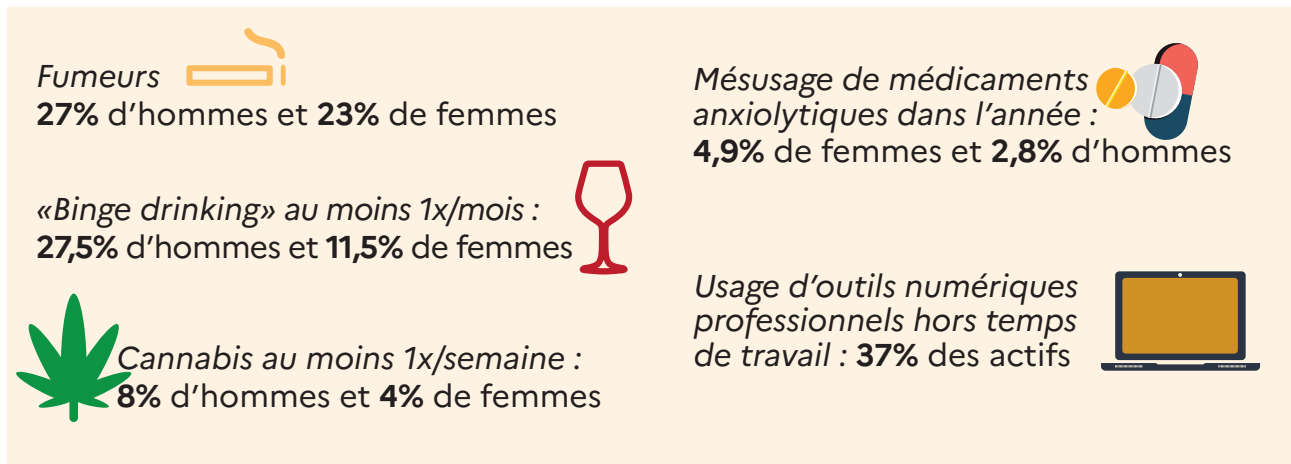 Fumeurs
27% d’hommes et 23% de femmes
«Binge drinking» au moins 1x/mois :
27,5% d’hommes et 11,5% de femmes
Cannabis au moins 1x/semaine :
8% d’hommes et 4% de femmes
Mésusage de médicaments
anxiolytiques dans l’année :
4,9% de femmes et 2,8% d’hommes
Usage d’outils numériques
professionnels hors temps
de travail : 37% des actifs